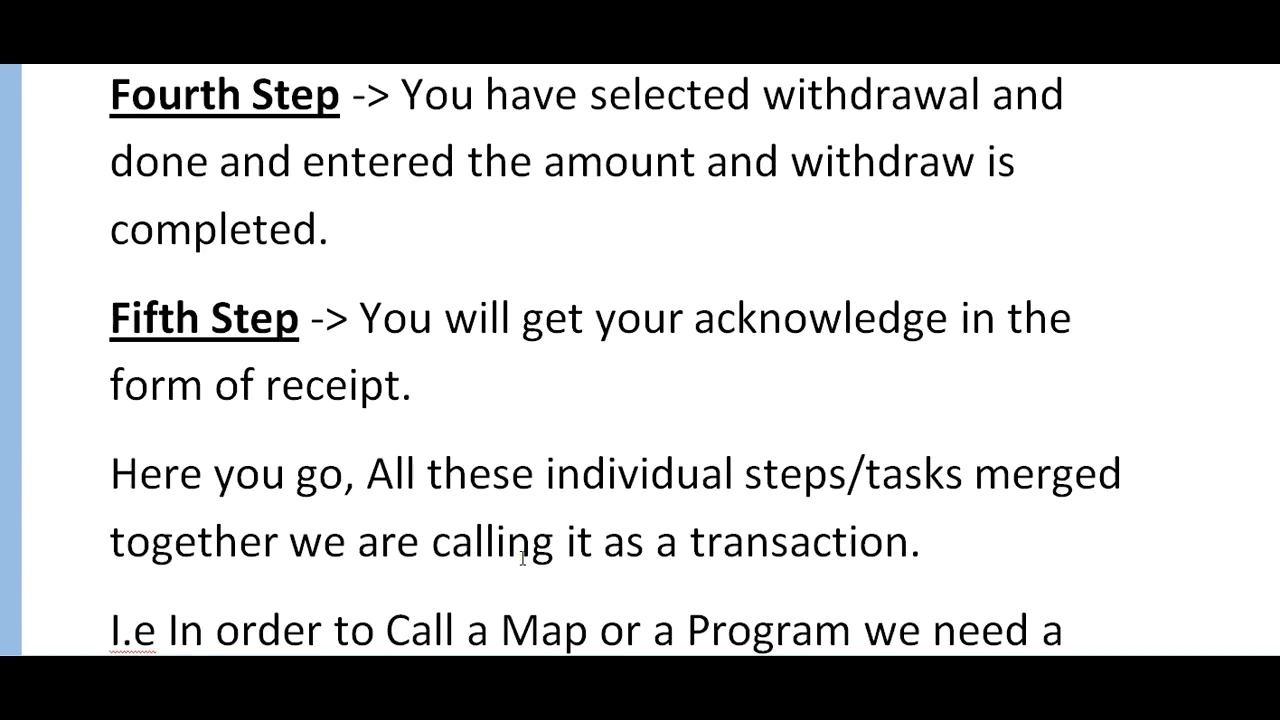 Fourth Step -> You have selected withdrawal and
done and entered the amount and withdraw is
completed.
Fifth Step -> You will get your acknowledge in the
form of receipt.
Here you go, All these individual steps/tasks merged
together we are calling it as a transaction.
I.e In order to Call a Map or a Program we need a